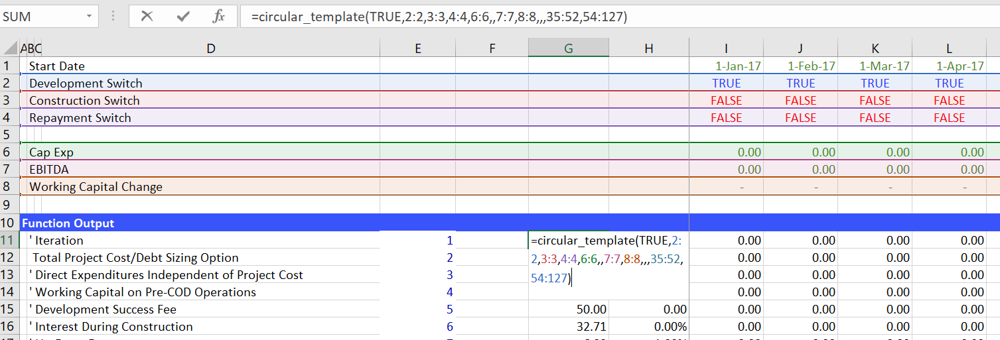 SUM fx =circular_template(TRUE,2:2,3:3,4:4,6:6,,7:7,8:8,,,35:52,54:127)
A B C D E F G H I J K L
1 Start Date 1-Jan-17 1-Feb-17 1-Mar-17 1-Apr-17
2 Development Switch TRUE TRUE TRUE TRUE
3 Construction Switch FALSE FALSE FALSE FALSE
4 Repayment Switch FALSE FALSE FALSE FALSE
5
6 Cap Exp 0.00 0.00 0.00 0.00
7 EBITDA 0.00 0.00 0.00 0.00
8 Working Capital Change - - - -
9
10 Function Output
11 ' Iteration 1 =circular_template(TRUE,2: 0.00 0.00 0.00 0.00
12 Total Project Cost/Debt Sizing Option 2 2,3:3,4:4,6:6,,7:7,8:8,,,35:52, 0.00 0.00 0.00 0.00
13 ' Direct Expenditures Independent of Project Cost 3 54:127) 0.00 0.00 0.00 0.00
14 ' Working Capital on Pre-COD Operations 4 0.00 0.00 0.00 0.00
15 ' Development Success Fee 5 50.00 0.00 0.00 0.00 0.00 0.00
16 ' Interest During Construction 6 32.71 0.00% 0.00 0.00 0.00 0.00